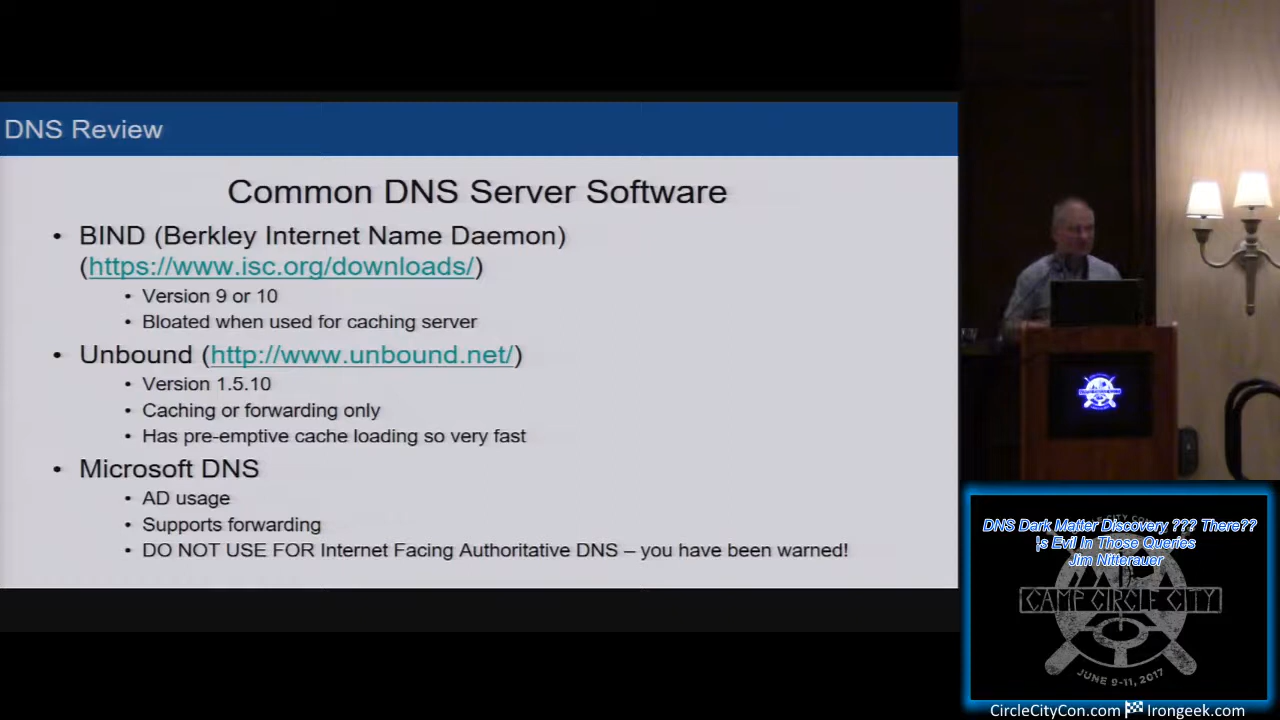 DNS Review
Common DNS Server Software
• BIND (Berkley Internet Name Daemon)
(https://www.isc.org/downloads/)
• Version 9 or 10
• Bloated when used for caching server
• Unbound (http://www.unbound.net/)
• Version 1.5.10
• Caching or forwarding only
• Has pre-emptive cache loading so very fast
• Microsoft DNS
• AD usage
• Supports forwarding
• DO NOT USE FOR Internet Facing Authoritative DNS – you have been warned!
DNS Dark Matter Discovery ??? There??
's Evil In Those Queries
Jim Nitterauer
CAMP CIRCLE CITY
JUNE 9-11, 2017
CircleCityCon.com Irongeek.com